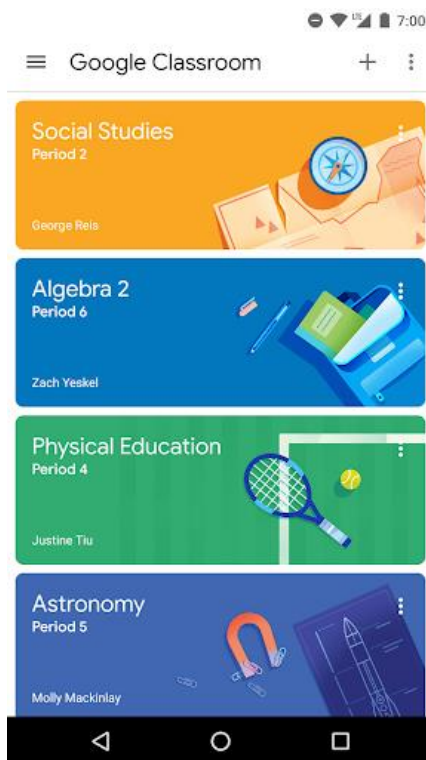 LTE 7:00
Google Classroom
Social Studies
Period 2
George Reis
Algebra 2
Period 6
Zach Yeskel
Physical Education
Period 4
Justine Tiu
Astronomy
Period 5
Molly Mackinlay